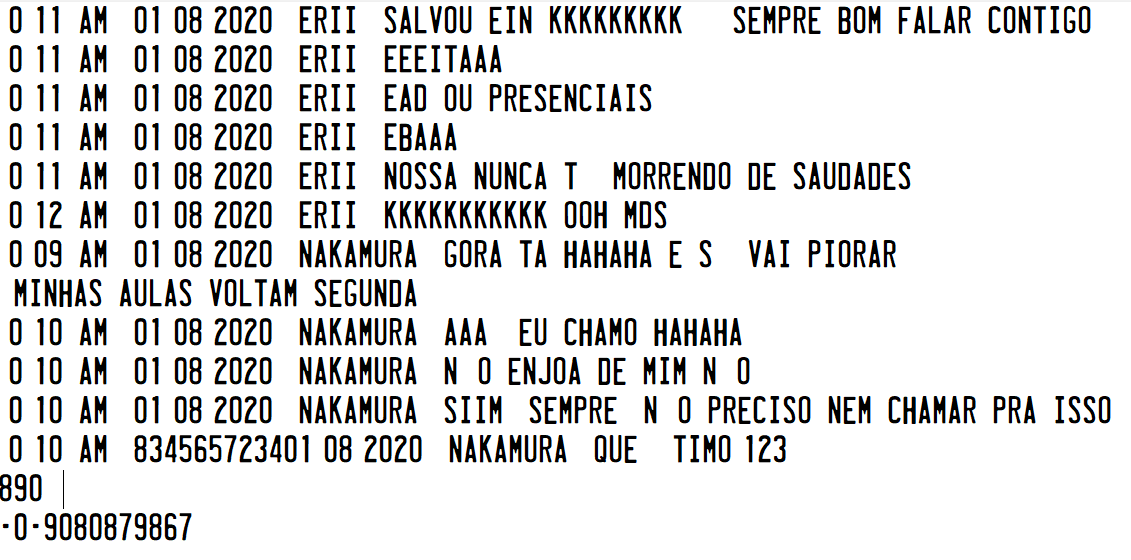 0 11 AM 01 08 2020 ERII SALVOU EIN KKKKKKKKK SEMPRE BOM FALAR CONTIGO
0 11 AM 01 08 2020 ERII EEEITAAA
0 11 AM 01 08 2020 ERII EAD OU PRESENCIAIS
0 11 AM 01 08 2020 ERII EBAAA
0 11 AM 01 08 2020 ERII NOSSA NUNCA T MORRENDO DE SAUDADES
0 12 AM 01 08 2020 ERII KKKKKKKKKKK OOH MDS
0 09 AM 01 08 2020 NAKAMURA GORA TA HAHAHA E S VAI PIORAR
MINHAS AULAS VOLTAM SEGUNDA
0 10 AM 01 08 2020 NAKAMURA AAA EU CHAMO HAHAHA
0 10 AM 01 08 2020 NAKAMURA N O ENJOA DE MIM N O
0 10 AM 01 08 2020 NAKAMURA SIIM SEMPRE N O PRECISO NEM CHAMAR PRA ISSO
0 10 AM 834565723401 08 2020 NAKAMURA QUE TIMO 123
890
-0-9080879867